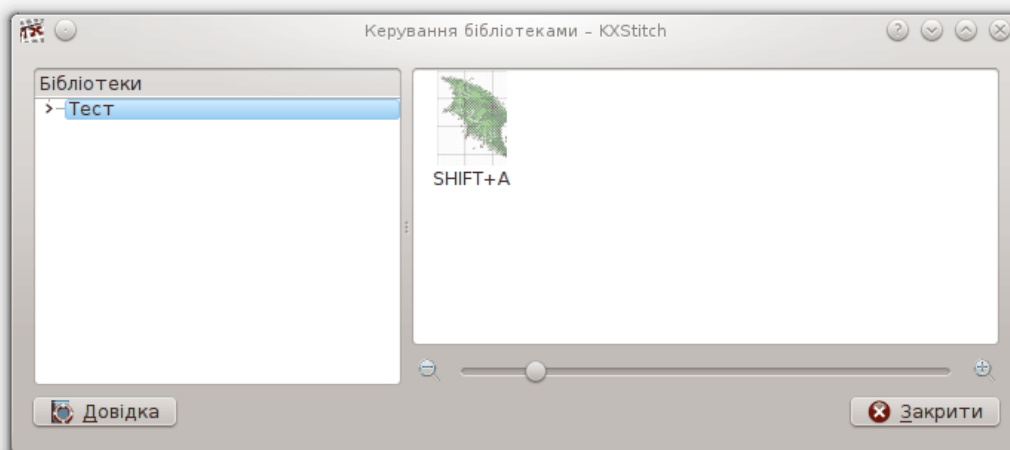 Керування бібліотеками – KXStitch
Бібліотеки
Тест
SHIFT+A
Довідка
Закрити